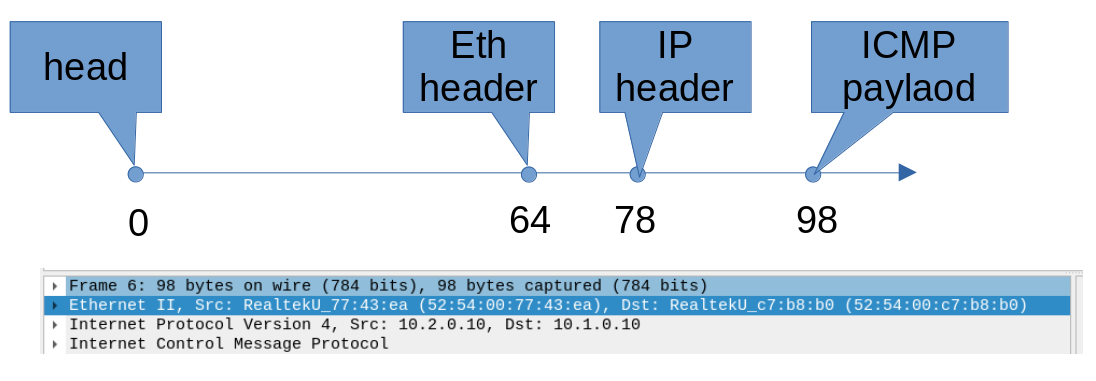 head
Eth
header
IP
header
ICMP
paylaod
0
64
78
98
Frame 6: 98 bytes on wire (784 bits), 98 bytes captured (784 bits)
Ethernet II, Src: RealtekU_77:43:ea (52:54:00:77:43:ea), Dst: RealtekU_c7:b8:b0 (52:54:00:c7:b8:b0)
Internet Protocol Version 4, Src: 10.2.0.10, Dst: 10.1.0.10
Internet Control Message Protocol